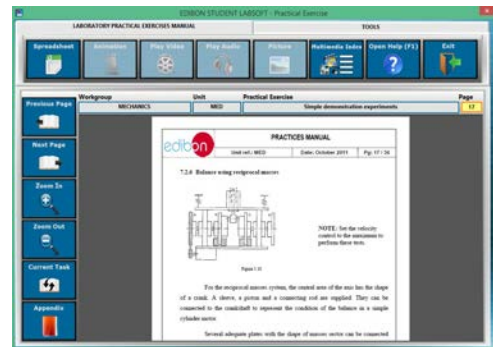 EDIBON STUDENT LABSOFT - Practical Exercise
LABORATORY PRACTICAL EXERCISES MANUAL
TOOLS
Spreadsheet
Animation
Play Video
Play Audio
Picture
Multimedia Index
Open Help (F1)
Exit
Previous Page
Workgroup
Unit
Practical Exercise
Page
MECHANICS
MED
Simple demonstration experiments
17
Next Page
Zoom In
Zoom Out
Current Task
Appendix
edibon
PRACTICES MANUAL
Unit ref.: MED
Date: October 2011
Pg: 17 / 34
7.2.6 Balance using reciprocal masses
NOTE: Set the velocity
control to the maximum to
perform these tests.
For the reciprocal masses system, the central area of the axis has the shape
of a crank. A sleeve, a piston and a connecting rod are supplied. They can be
connected to the crankshaft to represent the condition of the balance in a simple
cylinder motor.
Several adequate plates with the shape of masses sector can be connected